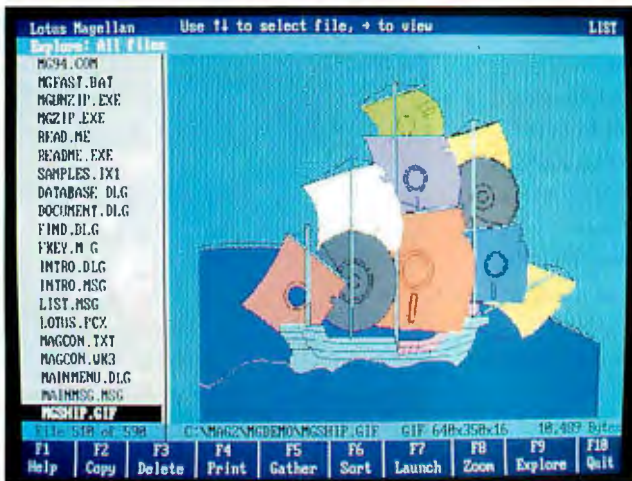 Lotus Magellan Use ↑↓ to select file, → to view LIST
Explore: All files
MG94.COM
MGFAST.BAT
MGUNZIP.EXE
MGZIP.EXE
READ.ME
README.EXE
SAMPLES.IX1
DATABASE.DLG
DOCUMENT.DLG
FIND.DLG
FKEY.M G
INTRO.DLG
INTRO.MSG
LIST.MSG
LOTUS.PCX
MAGCON.TXT
MAGCON.WK3
MAINMENU.DLG
MAINMSG.MSG
MGSHIP.GIF
File 510 of 590 C:\MAG2\MGDEMO\MGSHIP.GIF GIF 640x350x16 10,489 Bytes
F1 F2 F3 F4 F5 F6 F7 F8 F9 F10
Help Copy Delete Print Gather Sort Launch Zoom Explore Quit